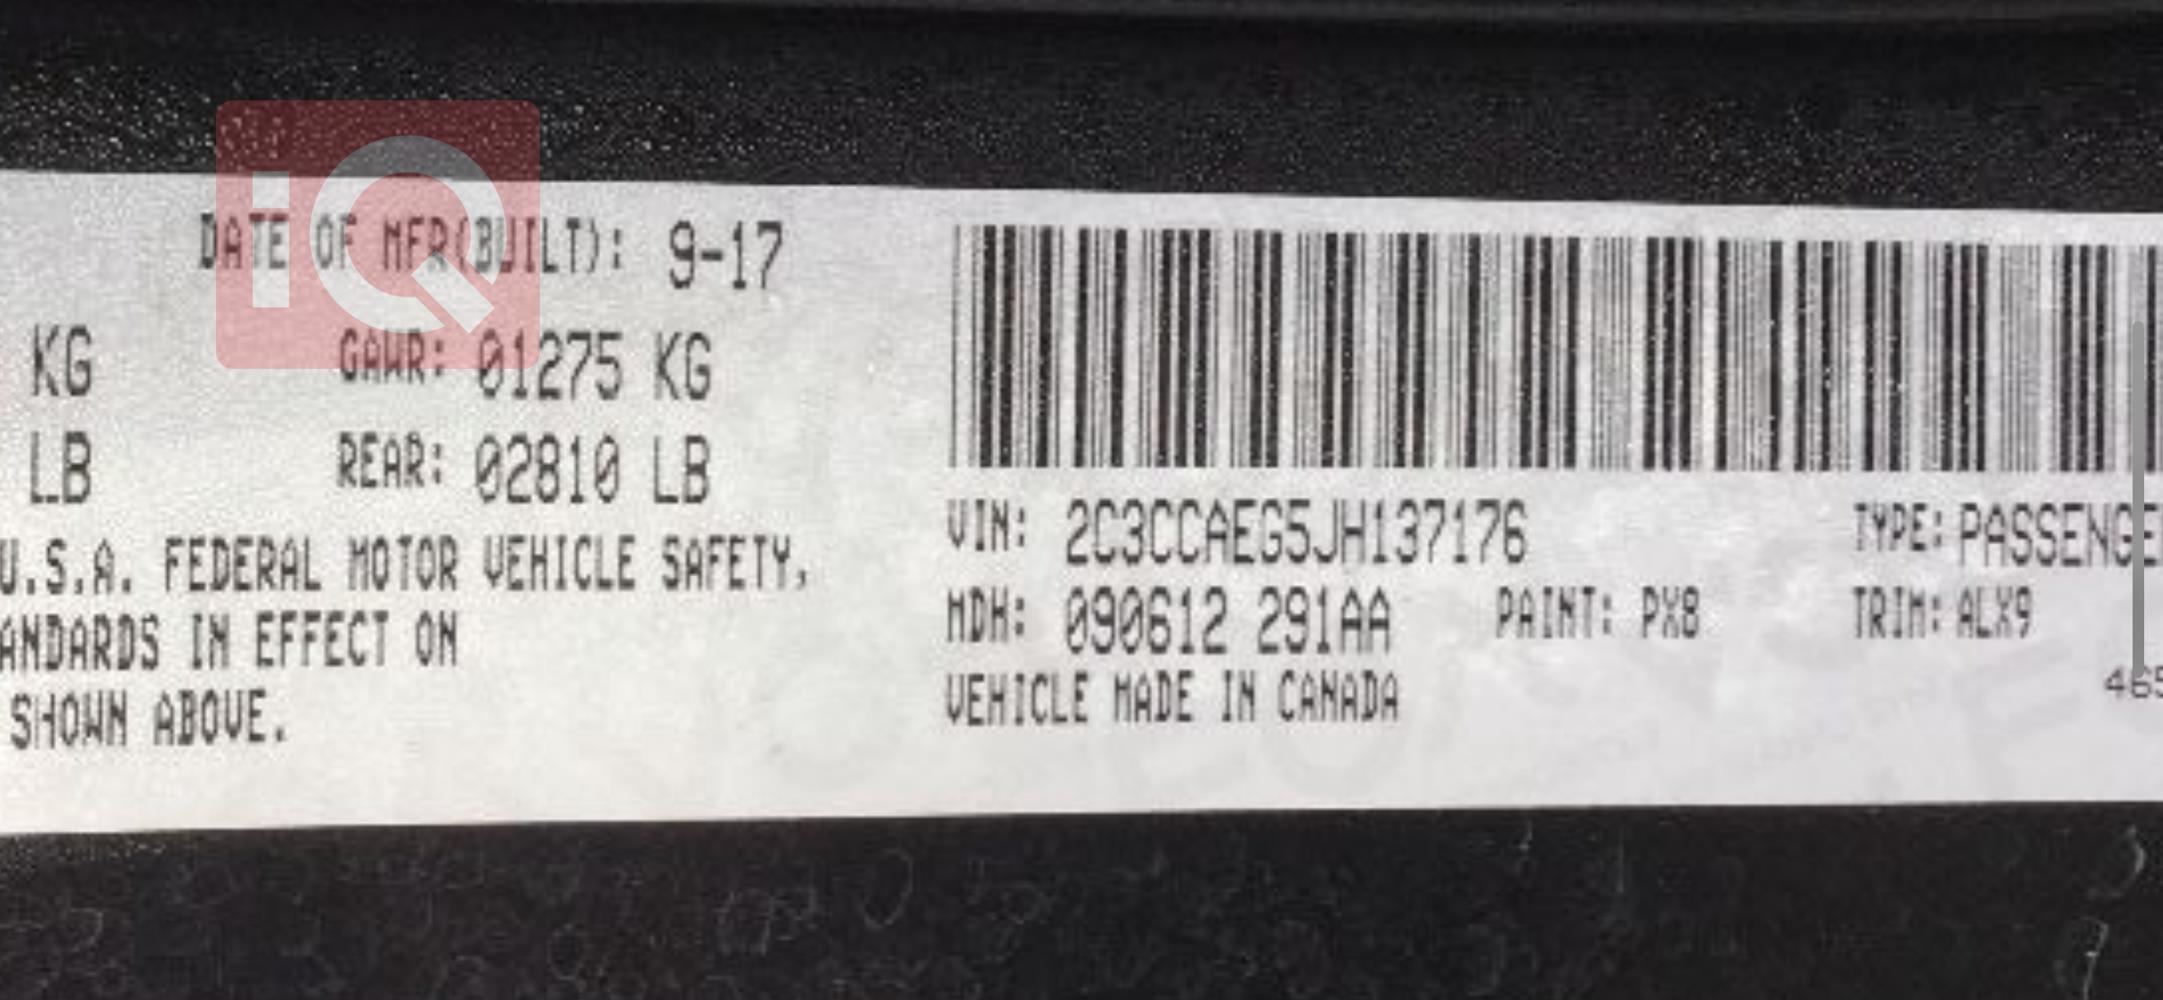 iQ
DATE OF MFR(BUILT): 9-17
KG GAWR: 01275 KG
LB REAR: 02810 LB
U.S.A. FEDERAL MOTOR VEHICLE SAFETY,
ANDARDS IN EFFECT ON
SHOWN ABOVE.
VIN: 2C3CCAEG5JH137176 TYPE: PASSENGE
MDH: 090612 291AA PAINT: PX8 TRIM: ALX9
VEHICLE MADE IN CANADA
465